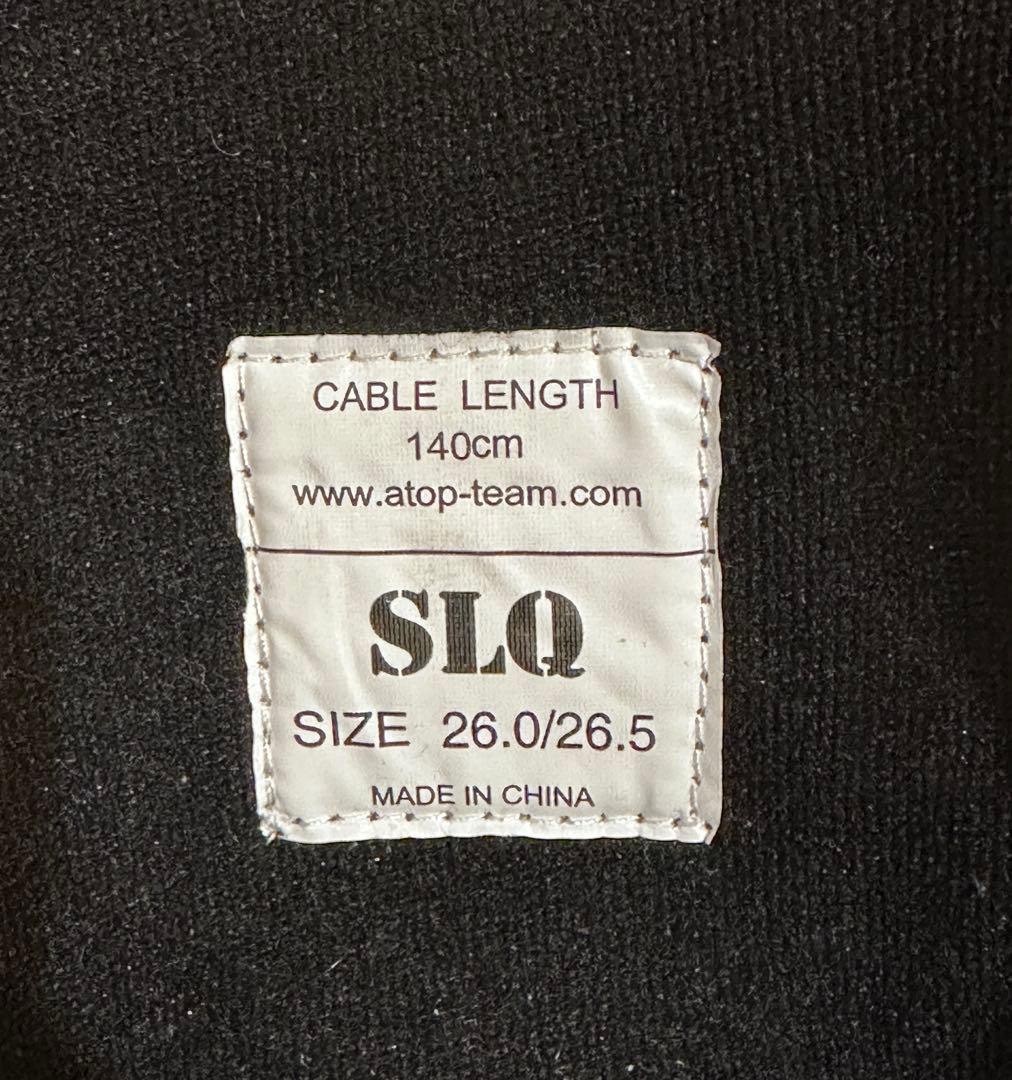 CABLE LENGTH
140cm
www.atop-team.com
SLQ
SIZE 26.0/26.5
MADE IN CHINA